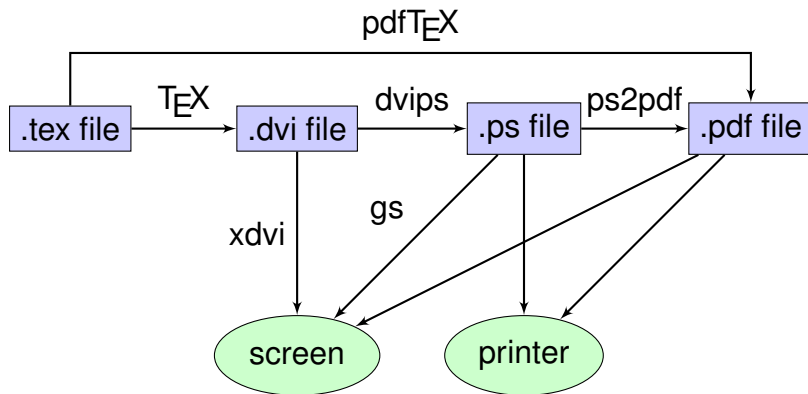 pdfTEX
TEX
dvips
ps2pdf
.tex file
.dvi file
.ps file
.pdf file
xdvi
gs
screen
printer